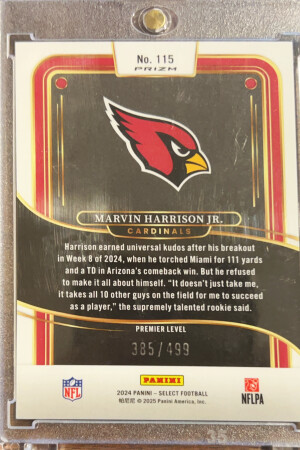 No. 115
PRIZM
MARVIN HARRISON JR.
CARDINALS
Harrison earned universal kudos after his breakout
in Week 8 of 2024, when he torched Miami for 111 yards
and a TD in Arizona's comeback win. But he refused
to make it all about himself. "It doesn't just take me,
it takes all 10 other guys on the field for me to succeed
as a player," the supremely talented rookie said.
PREMIER LEVEL
385/499
NFL
PANINI
NFLPA
2024 PANINI - SELECT FOOTBALL
© 2025 Panini America, Inc.